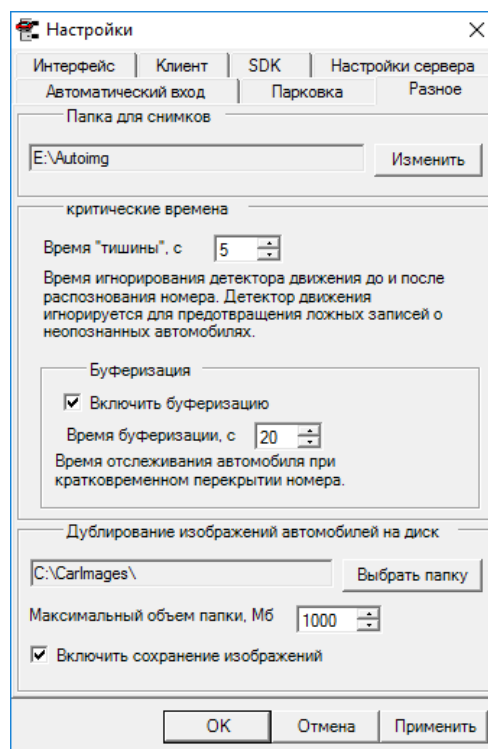 Настройки
Интерфейс Клиент SDK Настройки сервера
Автоматический вход Парковка Разное
Папка для снимков
E:\Autoimg Изменить
критические времена
Время "тишины", с 5
Время игнорирования детектора движения до и после
распознования номера. Детектор движения
игнорируется для предотвращения ложных записей о
неопознанных автомобилях.
Буферизация
Включить буферизацию
Время буферизации, с 20
Время отслеживания автомобиля при
кратковременном перекрытии номера.
Дублирование изображений автомобилей на диск
C:\CarImages\ Выбрать папку
Максимальный объем папки, Мб 1000
Включить сохранение изображений
OK Отмена Применить